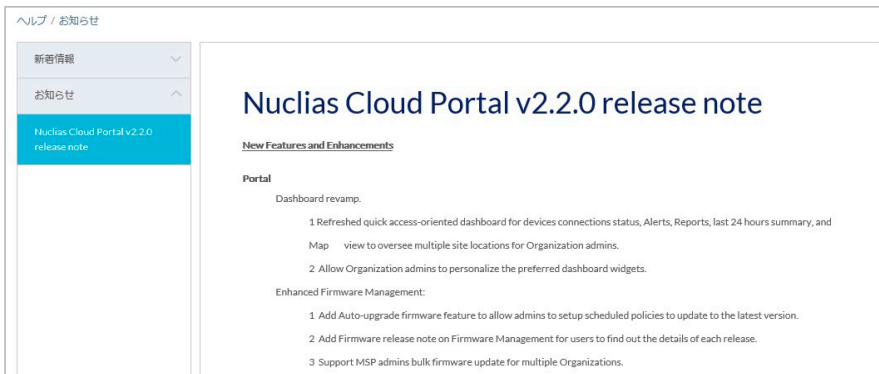 ヘルプ / お知らせ
新着情報
お知らせ
Nuclias Cloud Portal v2.2.0
release note
Nuclias Cloud Portal v2.2.0 release note
New Features and Enhancements
Portal
Dashboard revamp.
1 Refreshed quick access-oriented dashboard for devices connections status, Alerts, Reports, last 24 hours summary, and
Map view to oversee multiple site locations for Organization admins.
2 Allow Organization admins to personalize the preferred dashboard widgets.
Enhanced Firmware Management:
1 Add Auto-upgrade firmware feature to allow admins to setup scheduled policies to update to the latest version.
2 Add Firmware release note on Firmware Management for users to find out the details of each release.
3 Support MSP admins bulk firmware update for multiple Organizations.